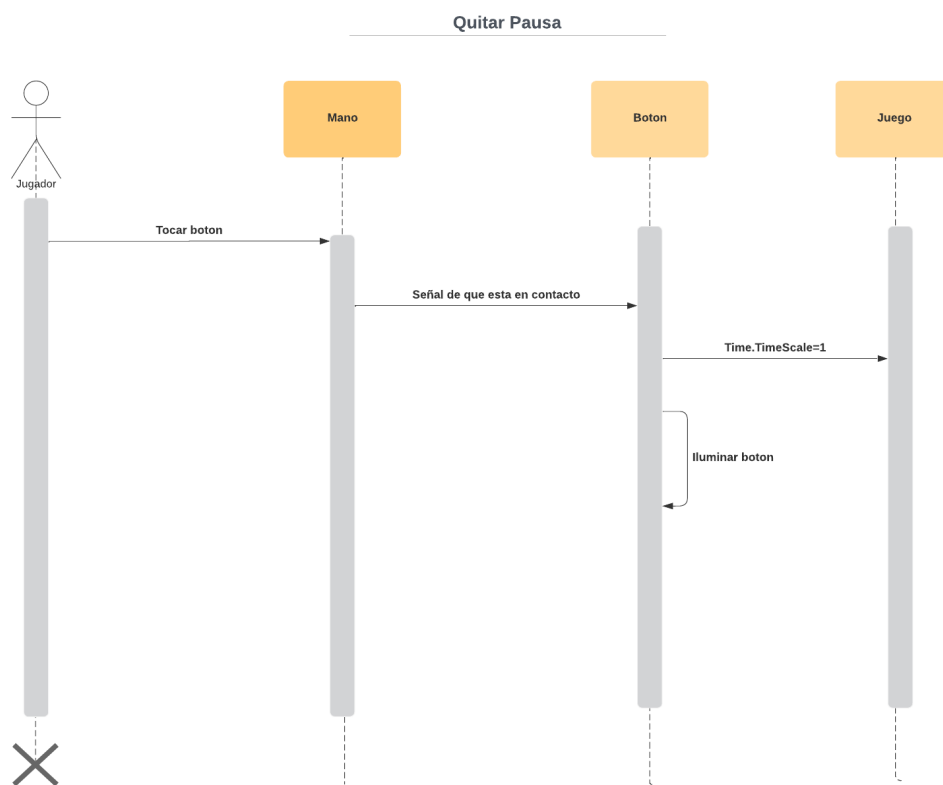 Quitar Pausa
Mano
Boton
Juego
Jugador
Tocar boton
Señal de que esta en contacto
Time.TimeScale=1
Iluminar boton